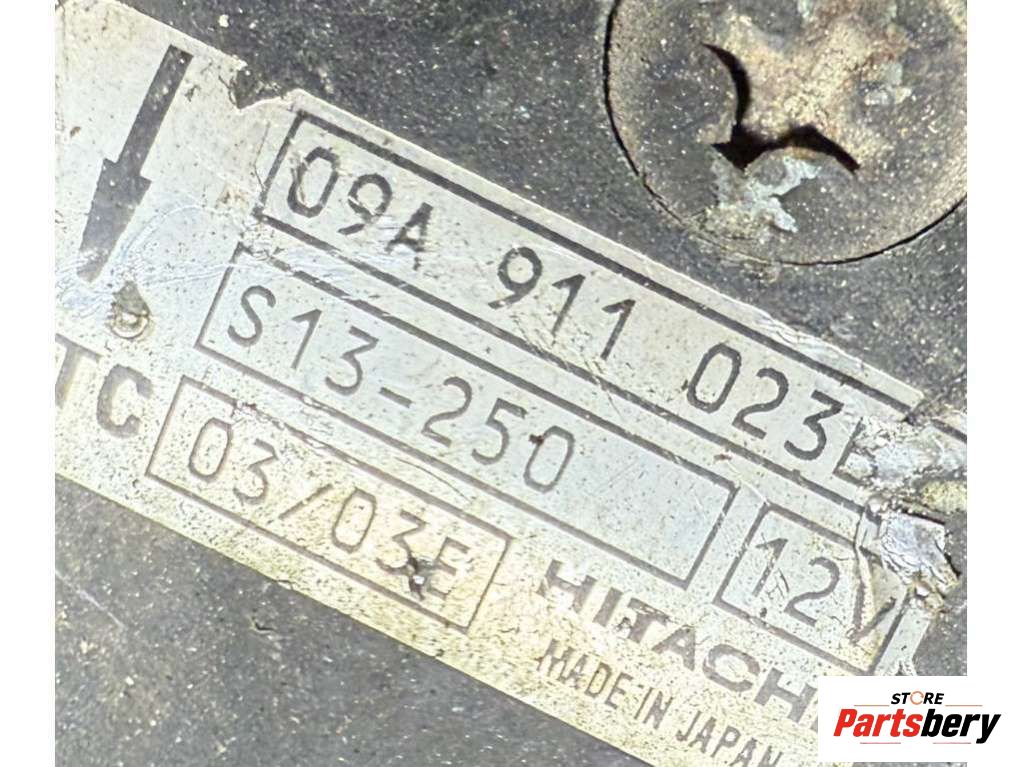 09A 911 023
S13-250
12V
TC
03/03E
HITACHI
MADE IN JAPAN
STORE
Partsbery